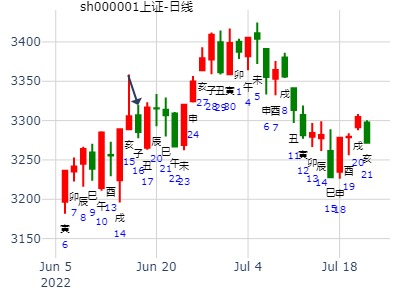 sh000001上证-日线
3400
3350
3300
3250
3200
3150
寅
6
卯
7
辰
8
巳
9
午
10
酉
13
戌
14
亥
15
子
16
丑
17
辰
20
巳
21
午
22
未
23
申
24
亥
27
子
28
丑
29
寅
30
卯
1
午
4
未
5
申
6
酉
7
戌
8
丑
11
寅
12
卯
13
辰
14
巳
15
申
18
酉
19
戌
20
亥
21
Jun 5
2022
Jun 20
Jul 4
Jul 18